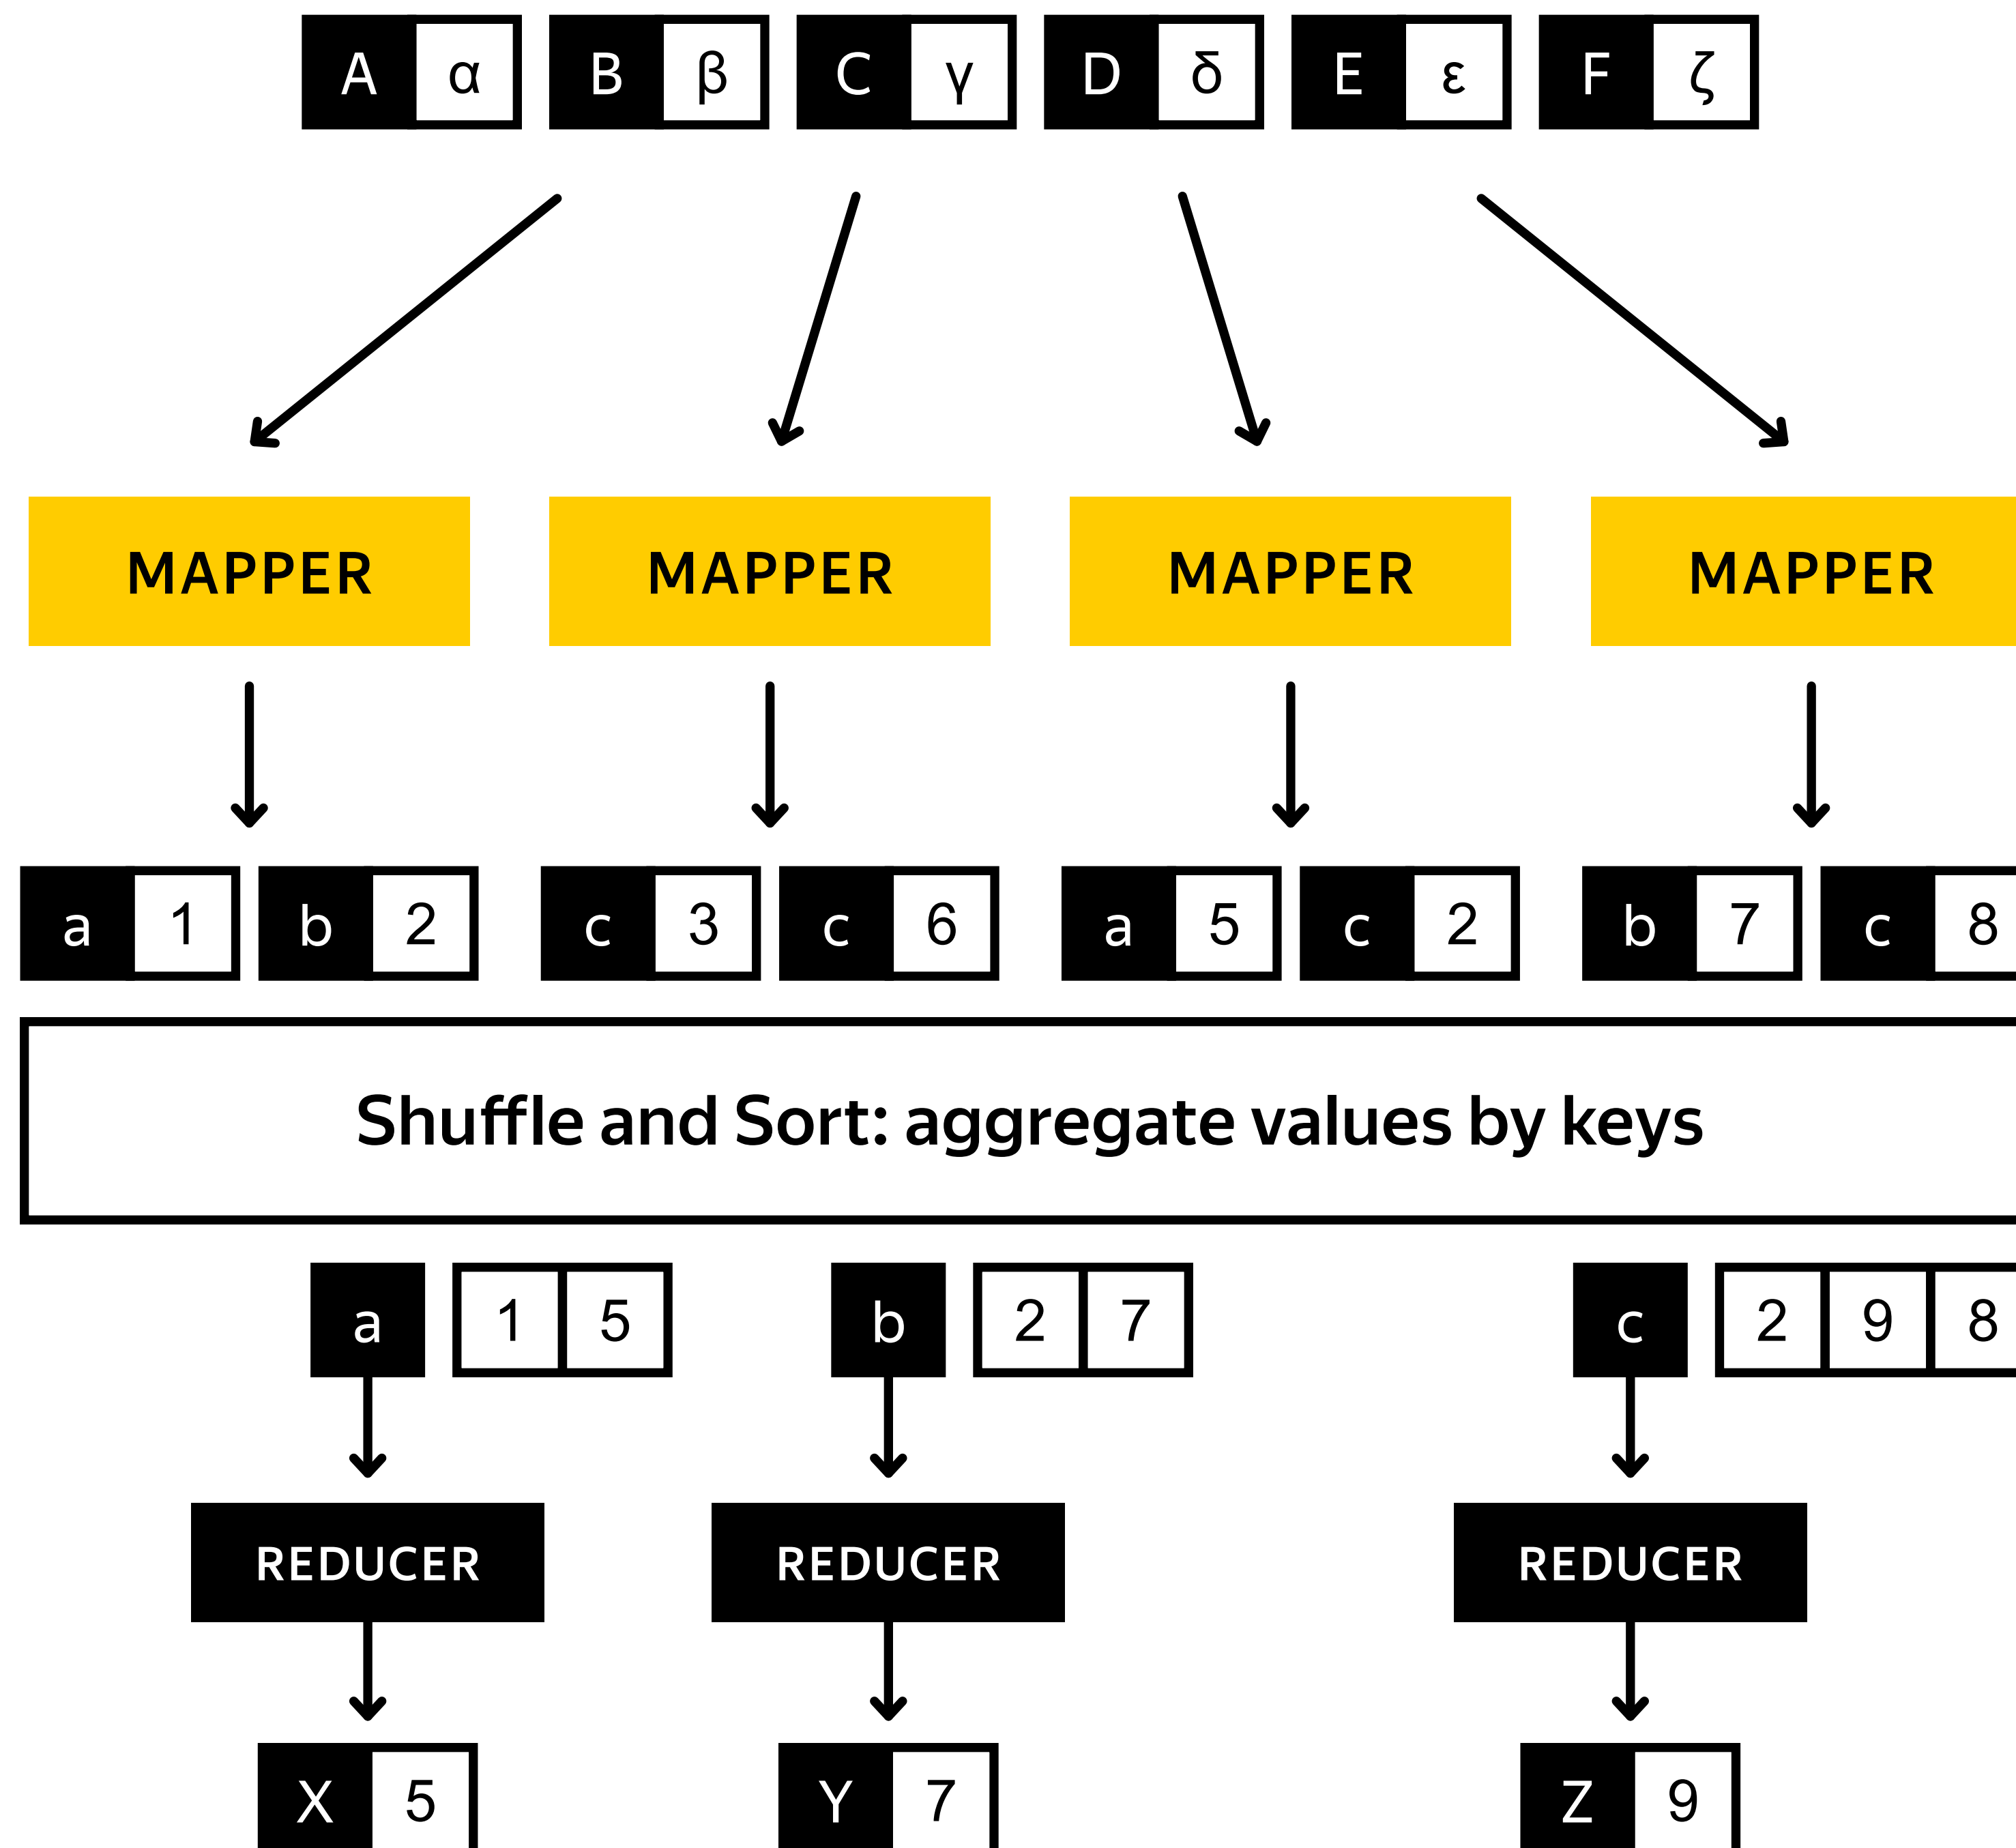 A α B β C γ D δ E ε F ζ
MAPPER MAPPER MAPPER MAPPER
a 1 b 2 c 3 c 6 a 5 c 2 b 7 c 8
Shuffle and Sort: aggregate values by keys
a 1 5 b 2 7 c 2 9 8
REDUCER REDUCER REDUCER
X 5 Y 7 Z 9